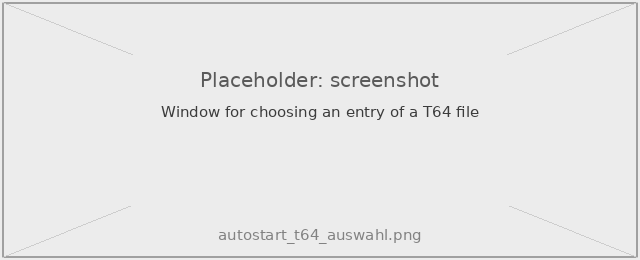 Placeholder: screenshot
Window for choosing an entry of a T64 file
autostart_t64_auswahl.png